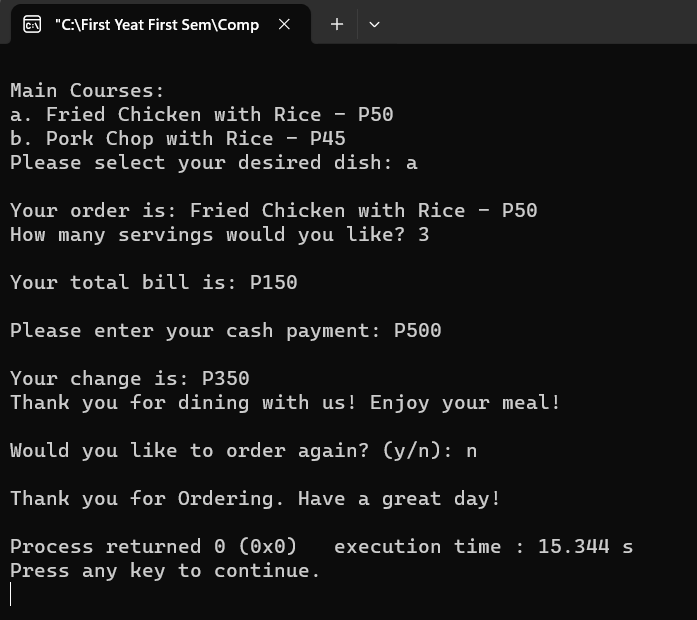 "C:\First Yeat First Sem\Comp
Main Courses:
a. Fried Chicken with Rice - P50
b. Pork Chop with Rice - P45
Please select your desired dish: a
Your order is: Fried Chicken with Rice - P50
How many servings would you like? 3
Your total bill is: P150
Please enter your cash payment: P500
Your change is: P350
Thank you for dining with us! Enjoy your meal!
Would you like to order again? (y/n): n
Thank you for Ordering. Have a great day!
Process returned 0 (0x0)   execution time : 15.344 s
Press any key to continue.